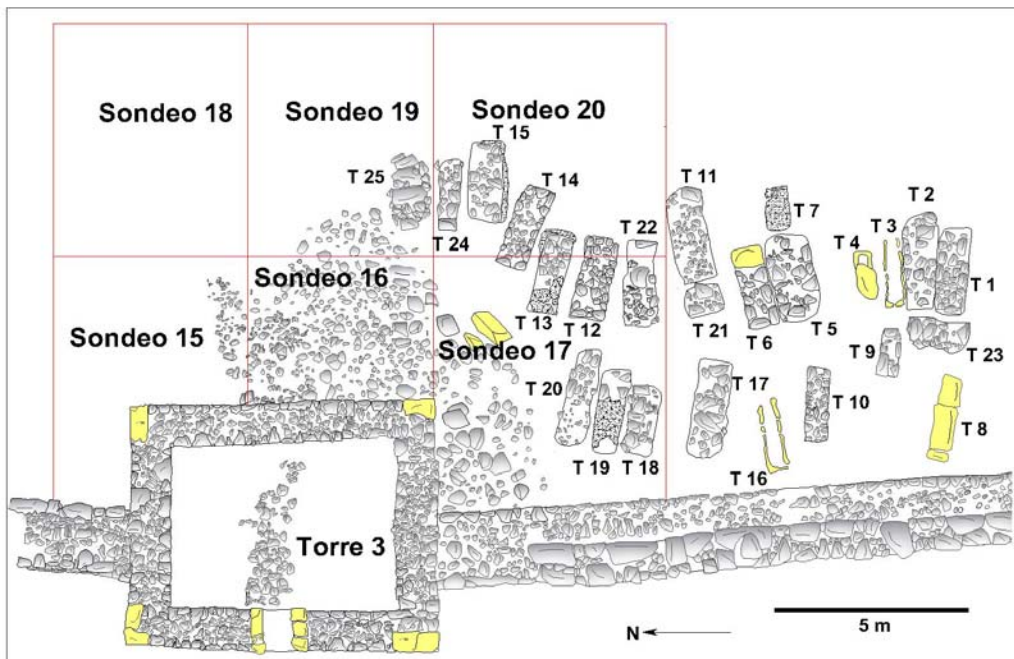 Sondeo 18
Sondeo 19
Sondeo 20
T 15
T 25
T 14
T 11
T 7
T 2
T 3
T 4
T 22
T 24
Sondeo 16
Sondeo 15
T 1
T 13
T 12
T 21
T 6
T 5
Sondeo 17
T 9
T 23
T 20
T 17
T 10
T 8
T 19
T 18
T 16
Torre 3
N
5 m